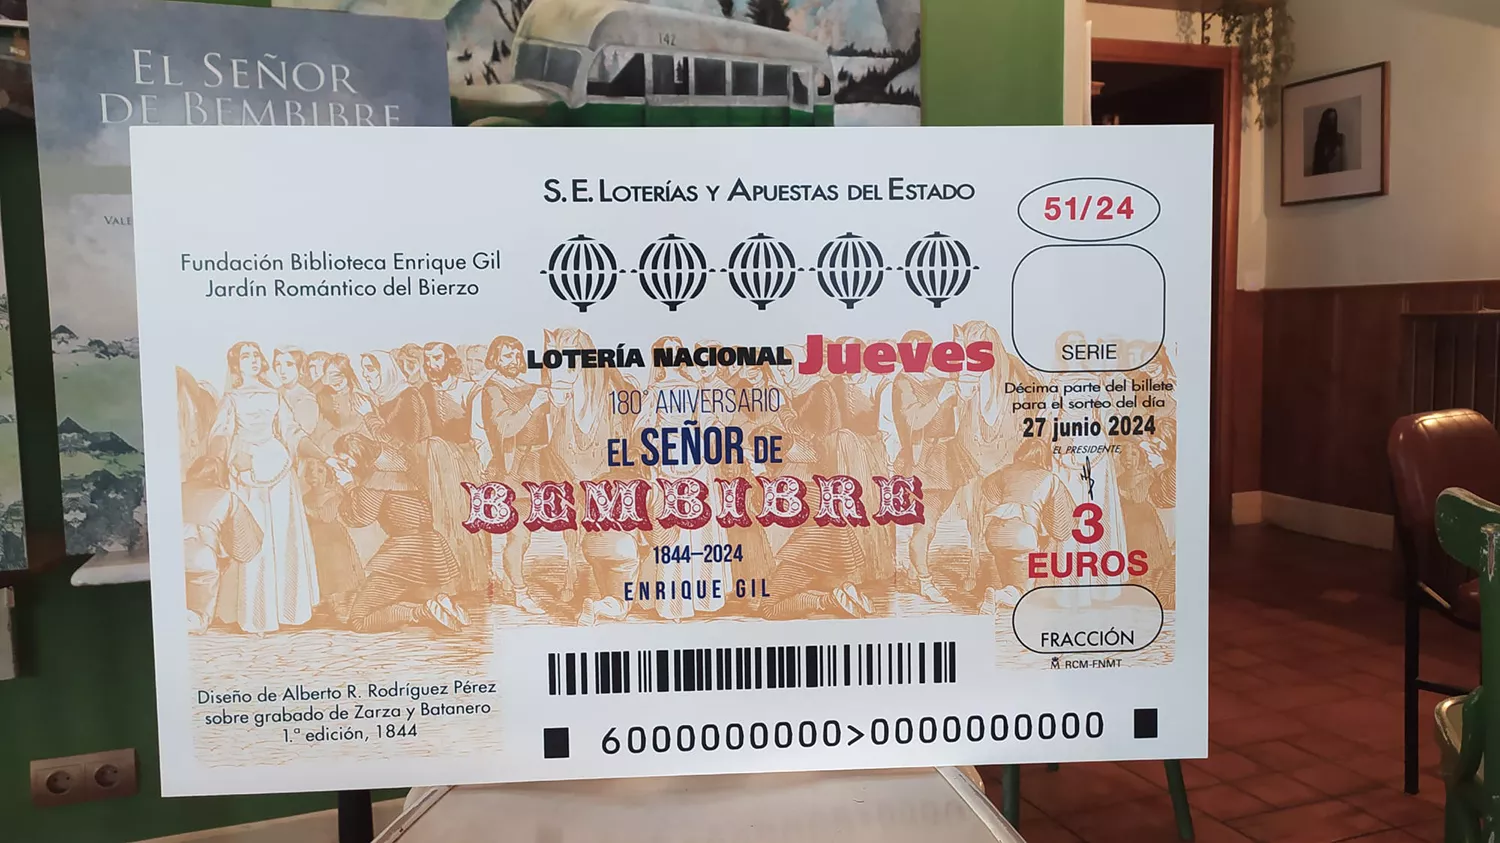 EL SEÑOR
DE BEMBIBRE
VALE
142
S.E. LOTERÍAS Y APUESTAS DEL ESTADO
51/24
Fundación Biblioteca Enrique Gil
Jardín Romántico del Bierzo
LOTERÍA NACIONAL Jueves
SERIE
180° ANIVERSARIO
EL SEÑOR DE
BEMBIBRE
1844–2024
ENRIQUE GIL
Décima parte del billete
para el sorteo del día
27 junio 2024
EL PRESIDENTE,
3
EUROS
FRACCIÓN
RCM-FNMT
Diseño de Alberto R. Rodríguez Pérez
sobre grabado de Zarza y Batanero
1.ª edición, 1844
6000000000>0000000000